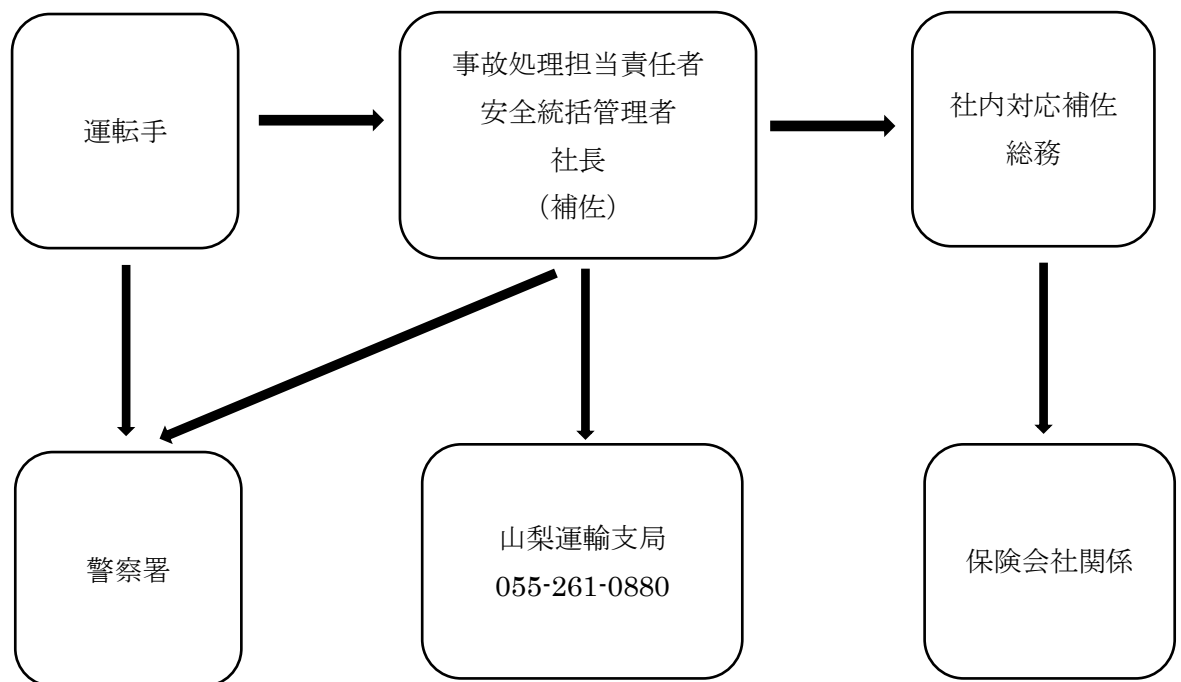 運転手
事故処理担当責任者
安全統括管理者
社長
（補佐）
社内対応補佐
総務
警察署
山梨運輸支局
055-261-0880
保険会社関係